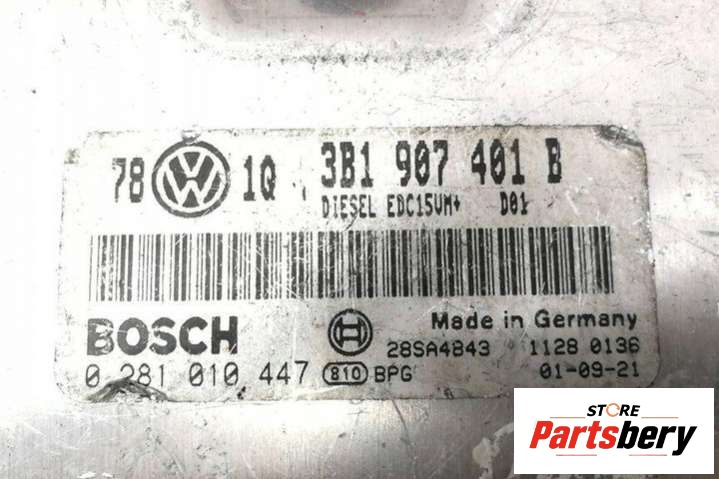 78 VW 1Q 3B1 907 401 B
DIESEL EDC15VM+ D01
BOSCH Made in Germany
28SA4843 1128 0136
0 281 010 447 810 BPG 01-09-21
STORE
Partsbery